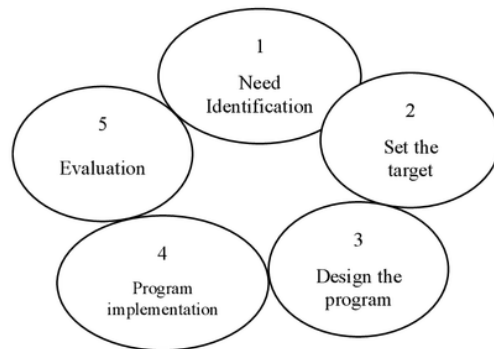 1
Need
Identification
2
Set the
target
3
Design the
program
4
Program
implementation
5
Evaluation